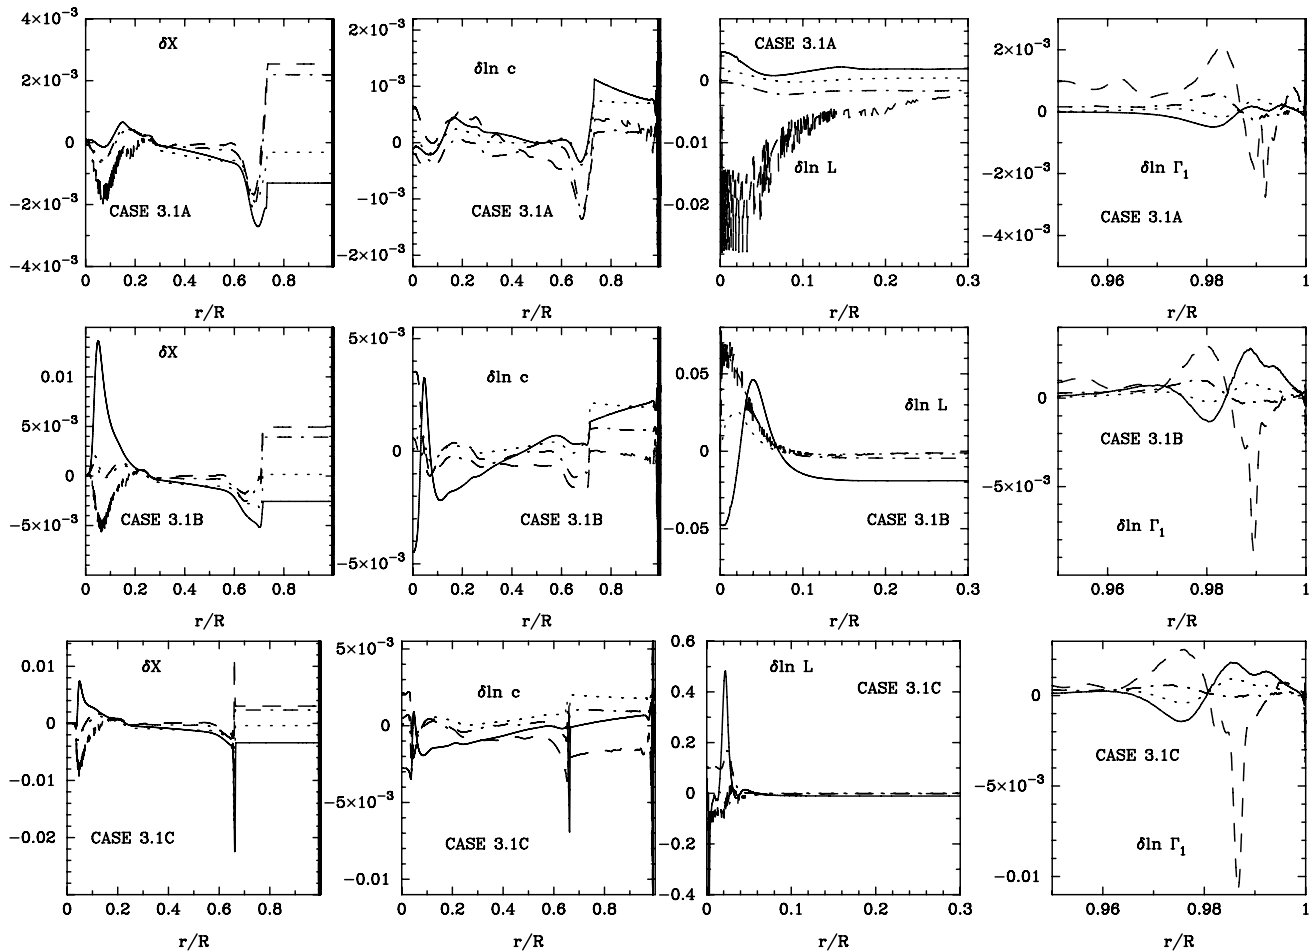 4×10⁻³
2×10⁻³
0
−2×10⁻³
−4×10⁻³
δX
CASE 3.1A
0 0.2 0.4 0.6 0.8 1
r/R
2×10⁻³
10⁻³
0
−10⁻³
−2×10⁻³
δln c
CASE 3.1A
0 0.2 0.4 0.6 0.8 1
r/R
0
−0.01
−0.02
CASE 3.1A
δln L
0 0.1 0.2 0.3
r/R
2×10⁻³
0
−2×10⁻³
−4×10⁻³
δln Γ₁
CASE 3.1A
0.96 0.98 1
r/R
0.01
5×10⁻³
0
−5×10⁻³
δX
CASE 3.1B
0 0.2 0.4 0.6 0.8 1
r/R
5×10⁻³
0
−5×10⁻³
δln c
CASE 3.1B
0 0.2 0.4 0.6 0.8 1
r/R
0.05
0
−0.05
δln L
CASE 3.1B
0 0.1 0.2 0.3
r/R
0
−5×10⁻³
CASE 3.1B
δln Γ₁
0.96 0.98 1
r/R
0.01
0
−0.01
−0.02
δX
CASE 3.1C
0 0.2 0.4 0.6 0.8 1
r/R
5×10⁻³
0
−5×10⁻³
−0.01
δln c
CASE 3.1C
0 0.2 0.4 0.6 0.8 1
r/R
0.6
0.4
0.2
0
−0.2
−0.4
δln L
CASE 3.1C
0 0.1 0.2 0.3
r/R
0
−5×10⁻³
−0.01
CASE 3.1C
δln Γ₁
0.96 0.98 1
r/R